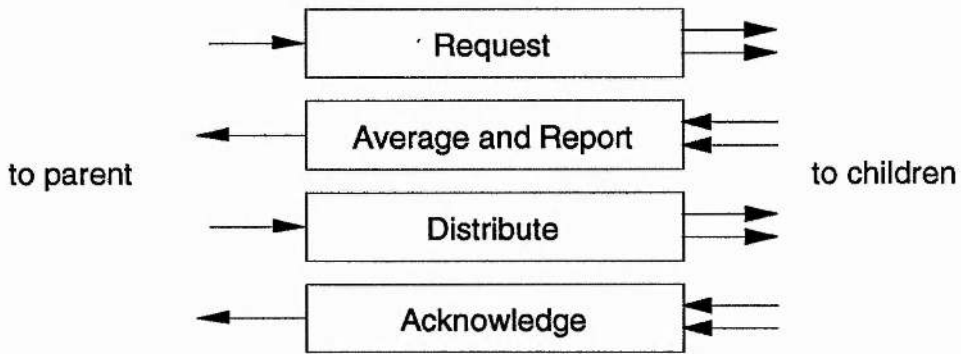 Request
Average and Report
to parent
to children
Distribute
Acknowledge